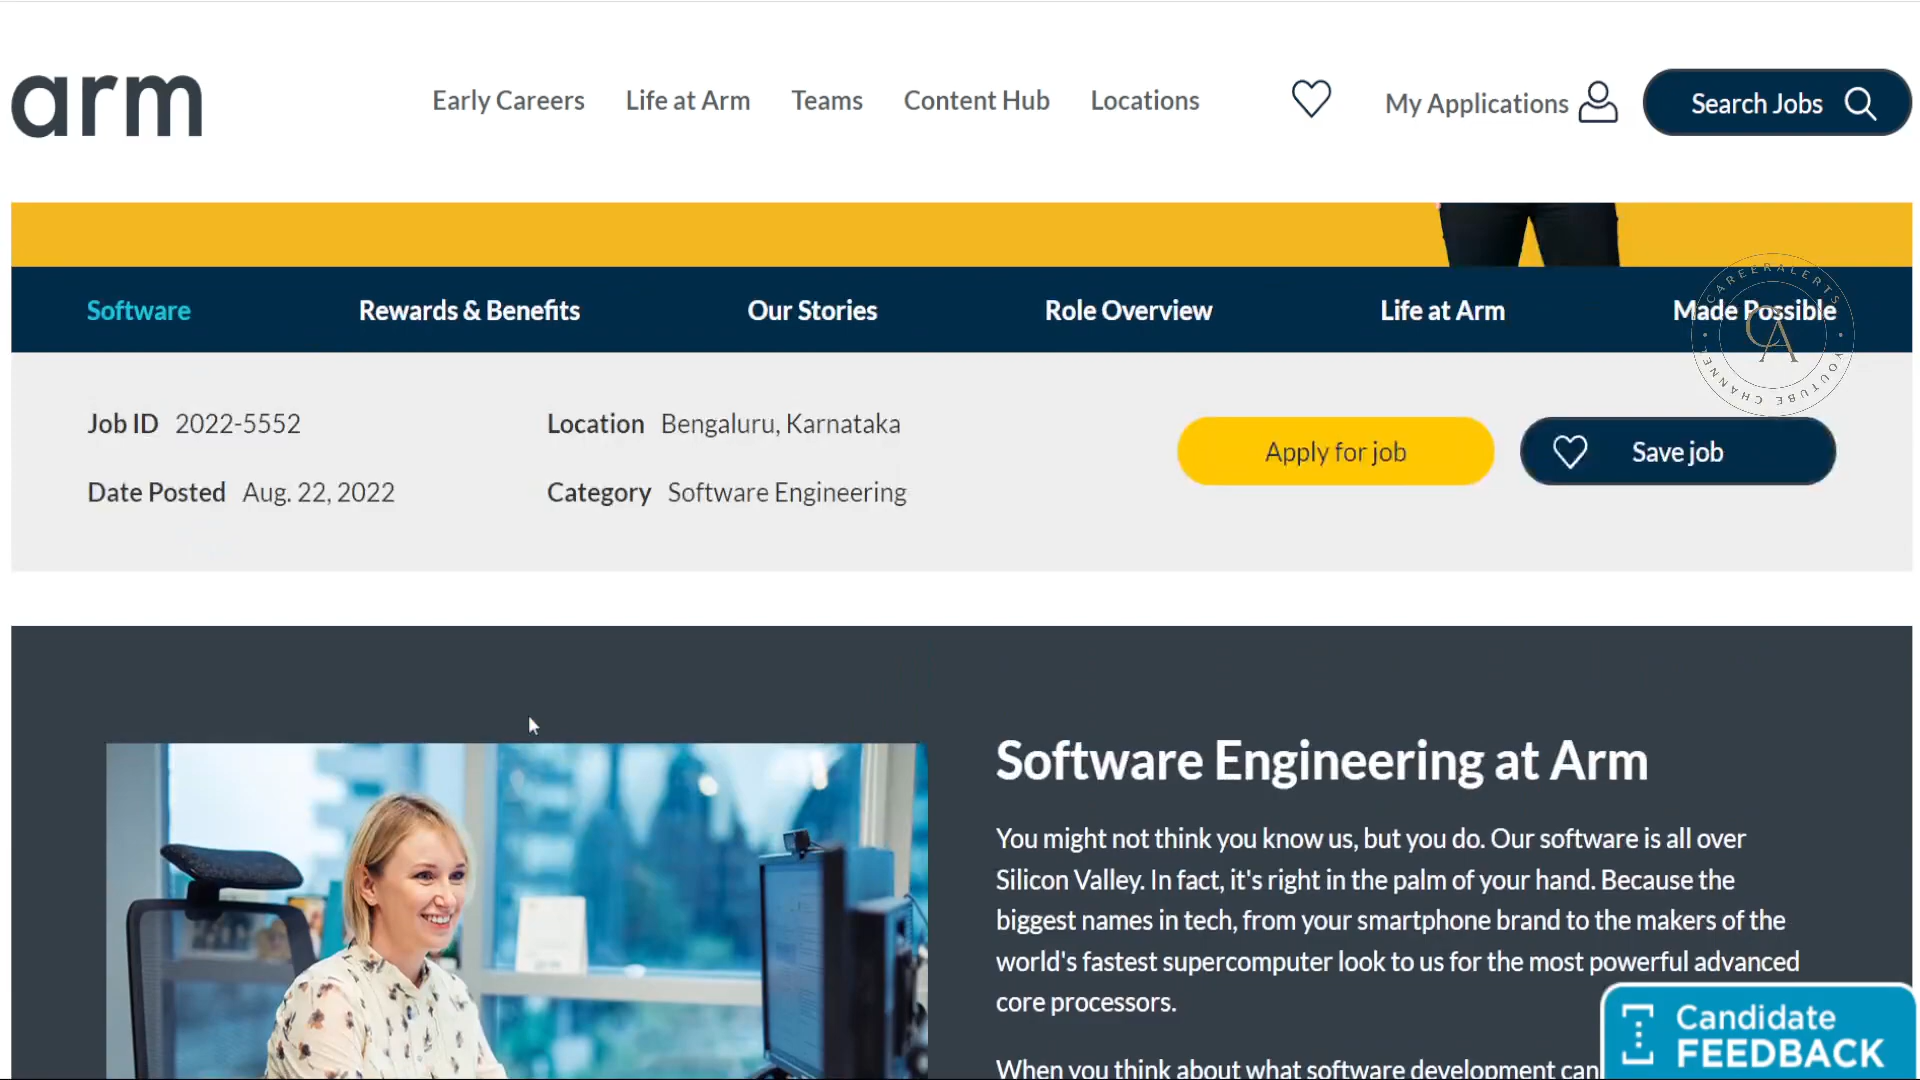 arm
Early Careers
Life at Arm
Teams
Content Hub
Locations
My Applications
Search Jobs
Software
Rewards & Benefits
Our Stories
Role Overview
Life at Arm
Made Possible
CAREERALERTS
CA
YOUTUBE CHANNEL
Job ID 2022-5552
Location Bengaluru, Karnataka
Apply for job
Save job
Date Posted Aug. 22, 2022
Category Software Engineering
Software Engineering at Arm
You might not think you know us, but you do. Our software is all over
Silicon Valley. In fact, it's right in the palm of your hand. Because the
biggest names in tech, from your smartphone brand to the makers of the
world's fastest supercomputer look to us for the most powerful advanced
core processors.
When you think about what software development can
Candidate
FEEDBACK